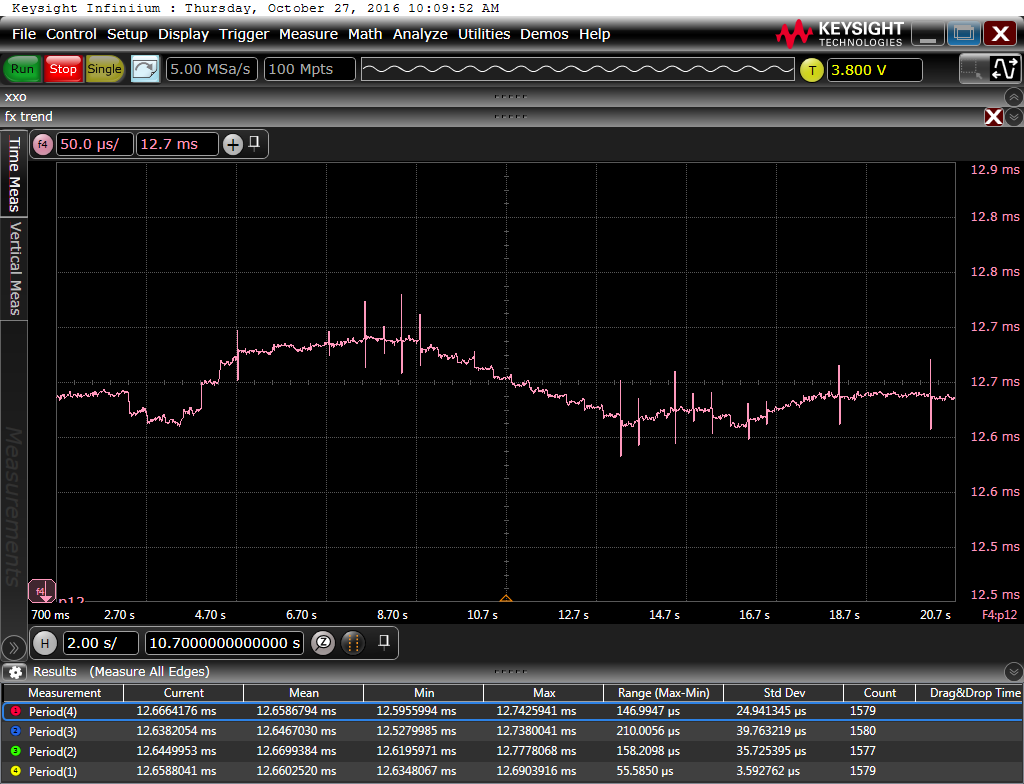 Keysight Infiniium : Thursday, October 27, 2016 10:09:52 AM
File Control Setup Display Trigger Measure Math Analyze Utilities Demos Help
KEYSIGHT
TECHNOLOGIES
Run Stop Single 5.00 MSa/s 100 Mpts T 3.800 V
xxo
fx trend
f4 50.0 µs/ 12.7 ms
Time Meas
Vertical Meas
Measurements
12.9 ms
12.8 ms
12.8 ms
12.7 ms
12.7 ms
12.6 ms
12.6 ms
12.5 ms
12.5 ms
f4 p12
700 ms 2.70 s 4.70 s 6.70 s 8.70 s 10.7 s 12.7 s 14.7 s 16.7 s 18.7 s 20.7 s F4:p12
H 2.00 s/ 10.7000000000000 s
Results (Measure All Edges)
Measurement Current Mean Min Max Range (Max-Min) Std Dev Count Drag&Drop Time
Period(4) 12.6664176 ms 12.6586794 ms 12.5955994 ms 12.7425941 ms 146.9947 µs 24.941345 µs 1579
2 Period(3) 12.6382054 ms 12.6467030 ms 12.5279985 ms 12.7380041 ms 210.0056 µs 39.763219 µs 1580
3 Period(2) 12.6449953 ms 12.6699384 ms 12.6195971 ms 12.7778068 ms 158.2098 µs 35.725395 µs 1577
4 Period(1) 12.6588041 ms 12.6602520 ms 12.6348067 ms 12.6903916 ms 55.5850 µs 3.592762 µs 1579